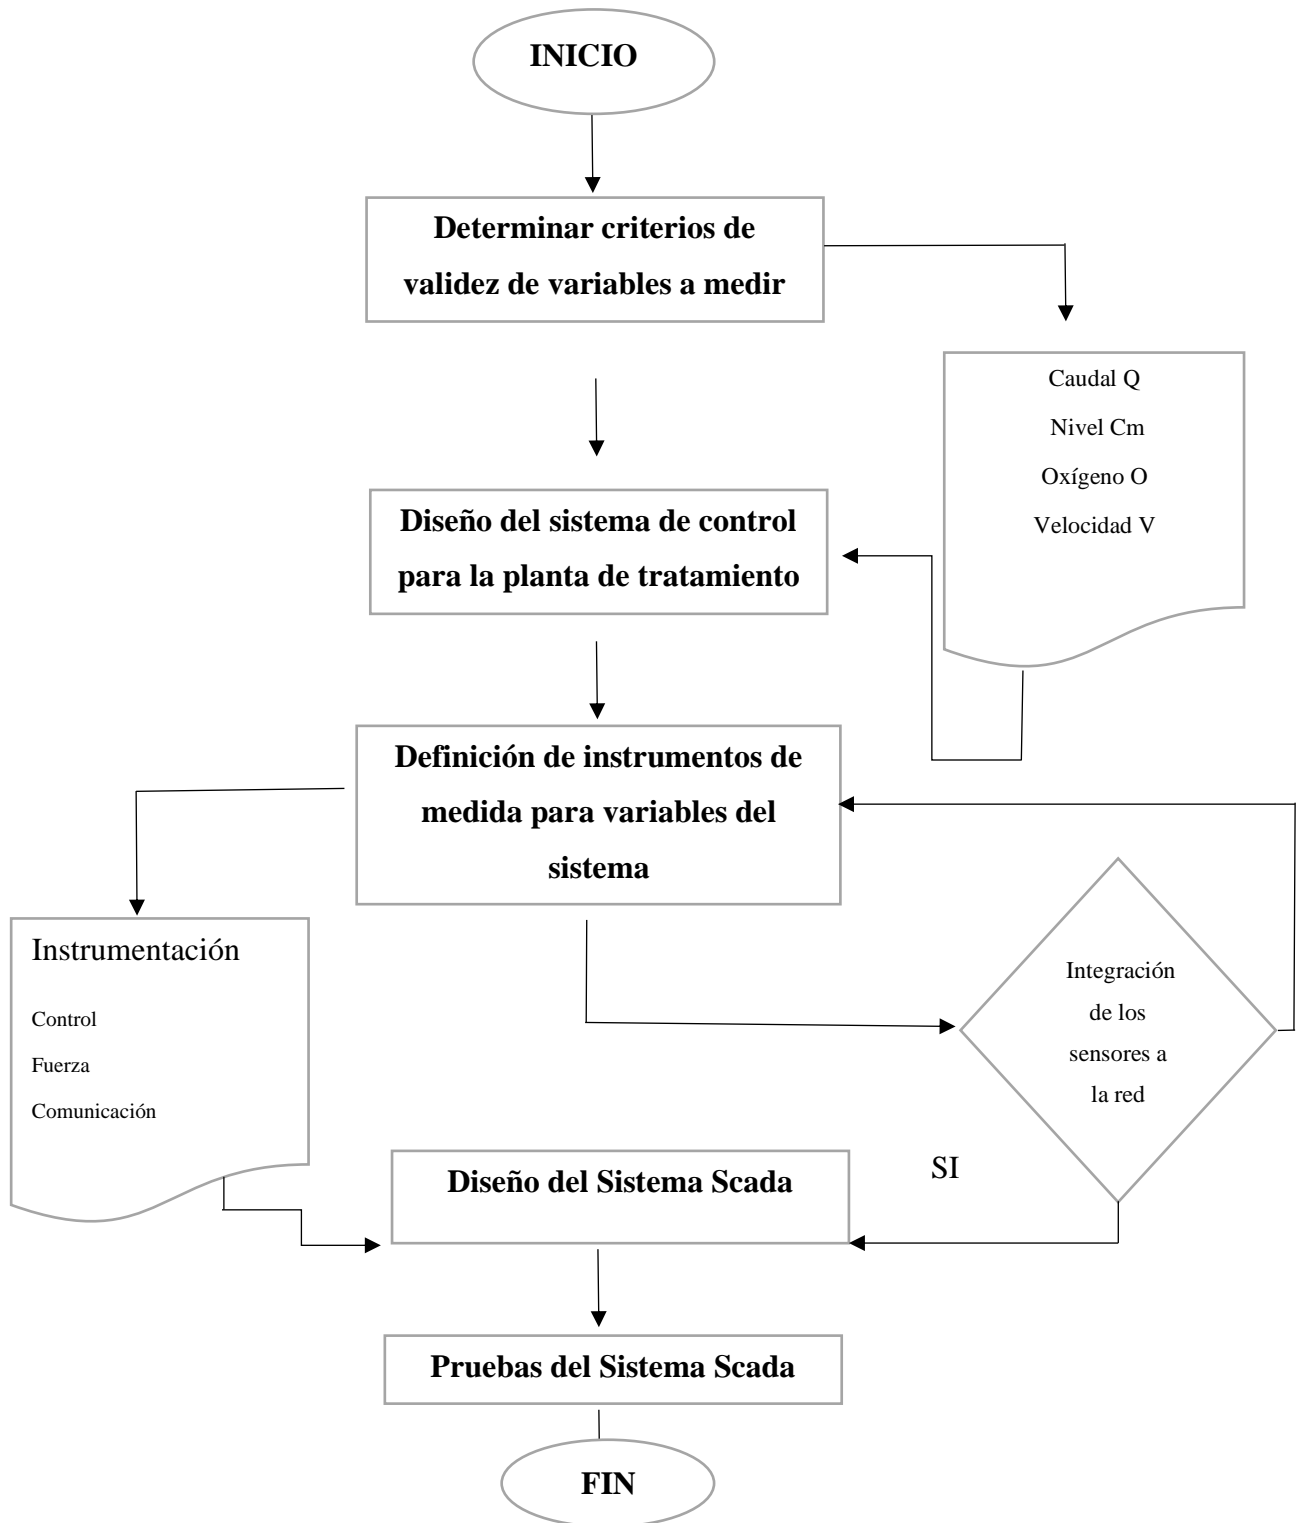 INICIO
Determinar criterios de
validez de variables a medir
Caudal Q
Nivel Cm
Oxígeno O
Velocidad V
Diseño del sistema de control
para la planta de tratamiento
Definición de instrumentos de
medida para variables del
sistema
Instrumentación
Control
Fuerza
Comunicación
Integración
de los
sensores a
la red
SI
Diseño del Sistema Scada
Pruebas del Sistema Scada
FIN